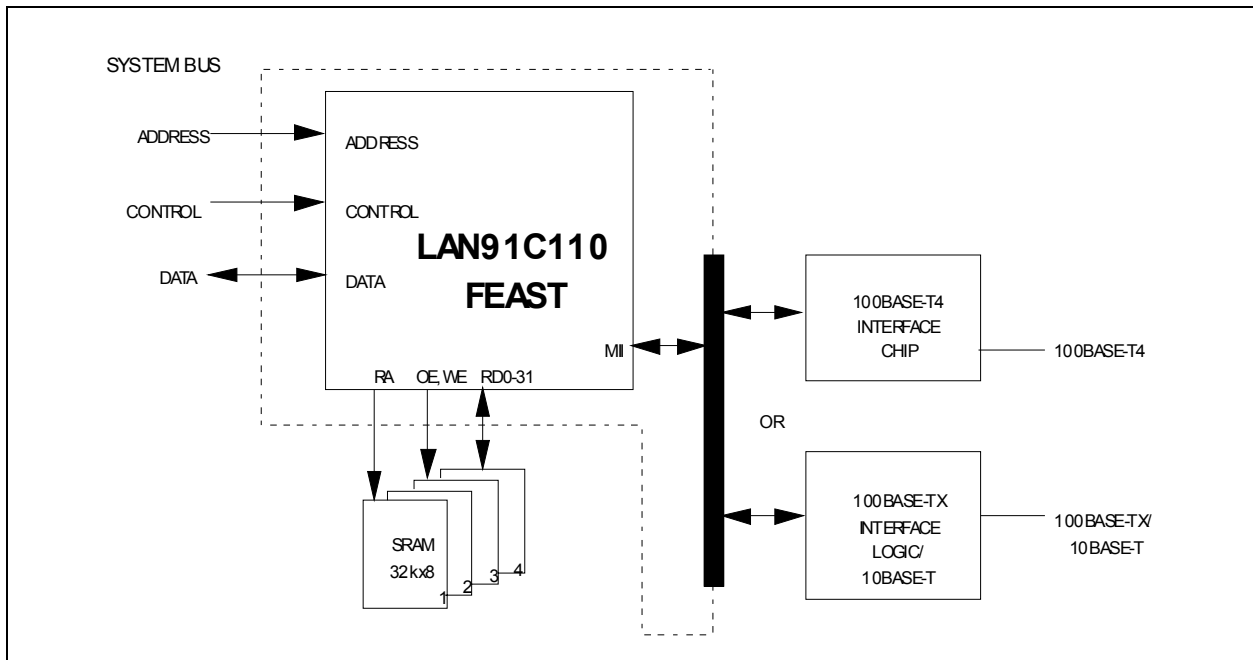 SYSTEM BUS
ADDRESS
CONTROL
DATA
ADDRESS
CONTROL
DATA
LAN91C110
FEAST
MII
RA
OE, WE
RD0-31
SRAM
32kx8
1
2
3
4
100BASE-T4
INTERFACE
CHIP
100BASE-T4
OR
100BASE-TX
INTERFACE
LOGIC/
10BASE-T
100BASE-TX/
10BASE-T